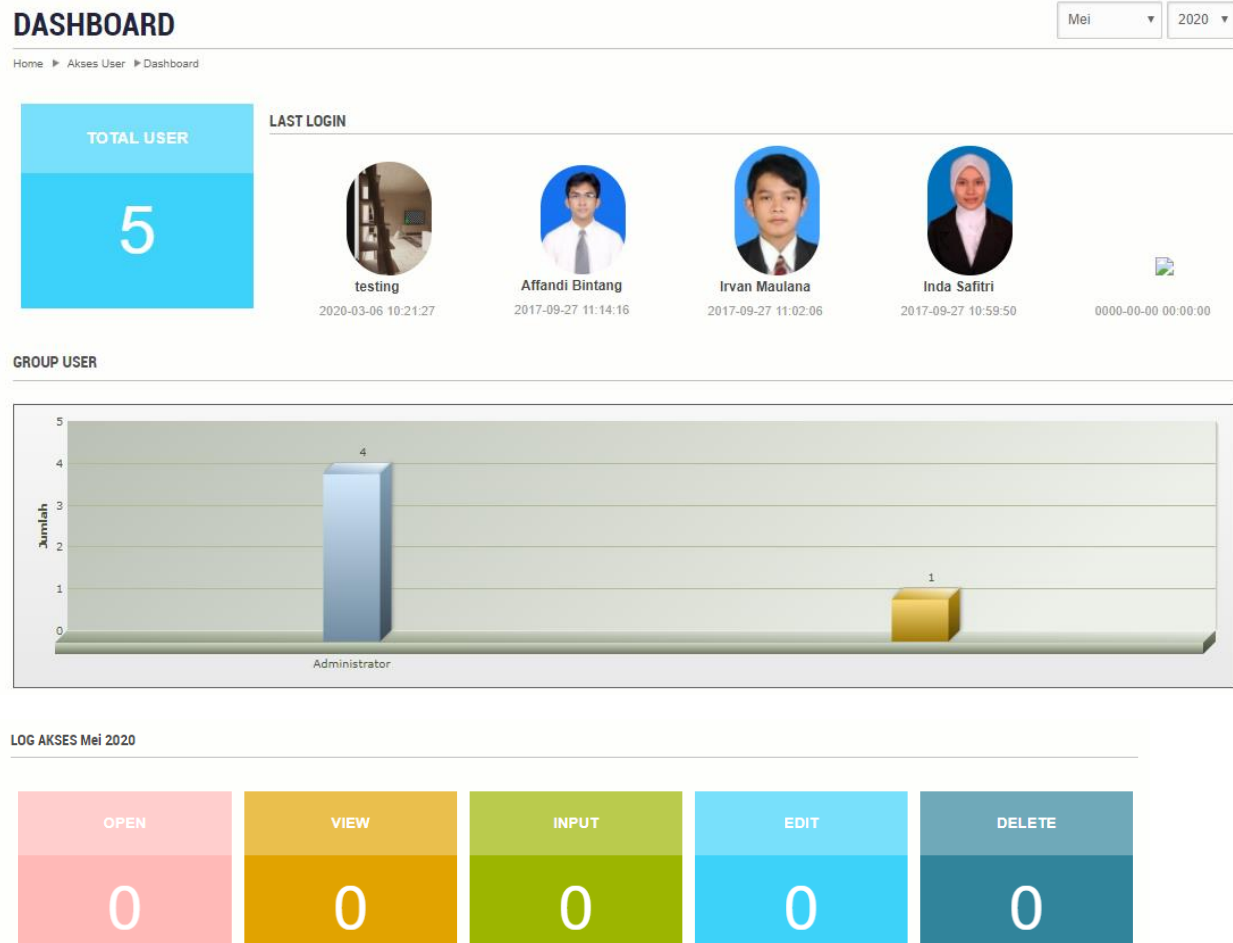 DASHBOARD
Mei 2020
Home Akses User Dashboard
TOTAL USER
5
LAST LOGIN
testing
2020-03-06 10:21:27
Affandi Bintang
2017-09-27 11:14:16
Irvan Maulana
2017-09-27 11:02:06
Inda Safitri
2017-09-27 10:59:50
0000-00-00 00:00:00
GROUP USER
Jumlah
5
4
3
2
1
0
4
1
Administrator
LOG AKSES Mei 2020
OPEN
0
VIEW
0
INPUT
0
EDIT
0
DELETE
0